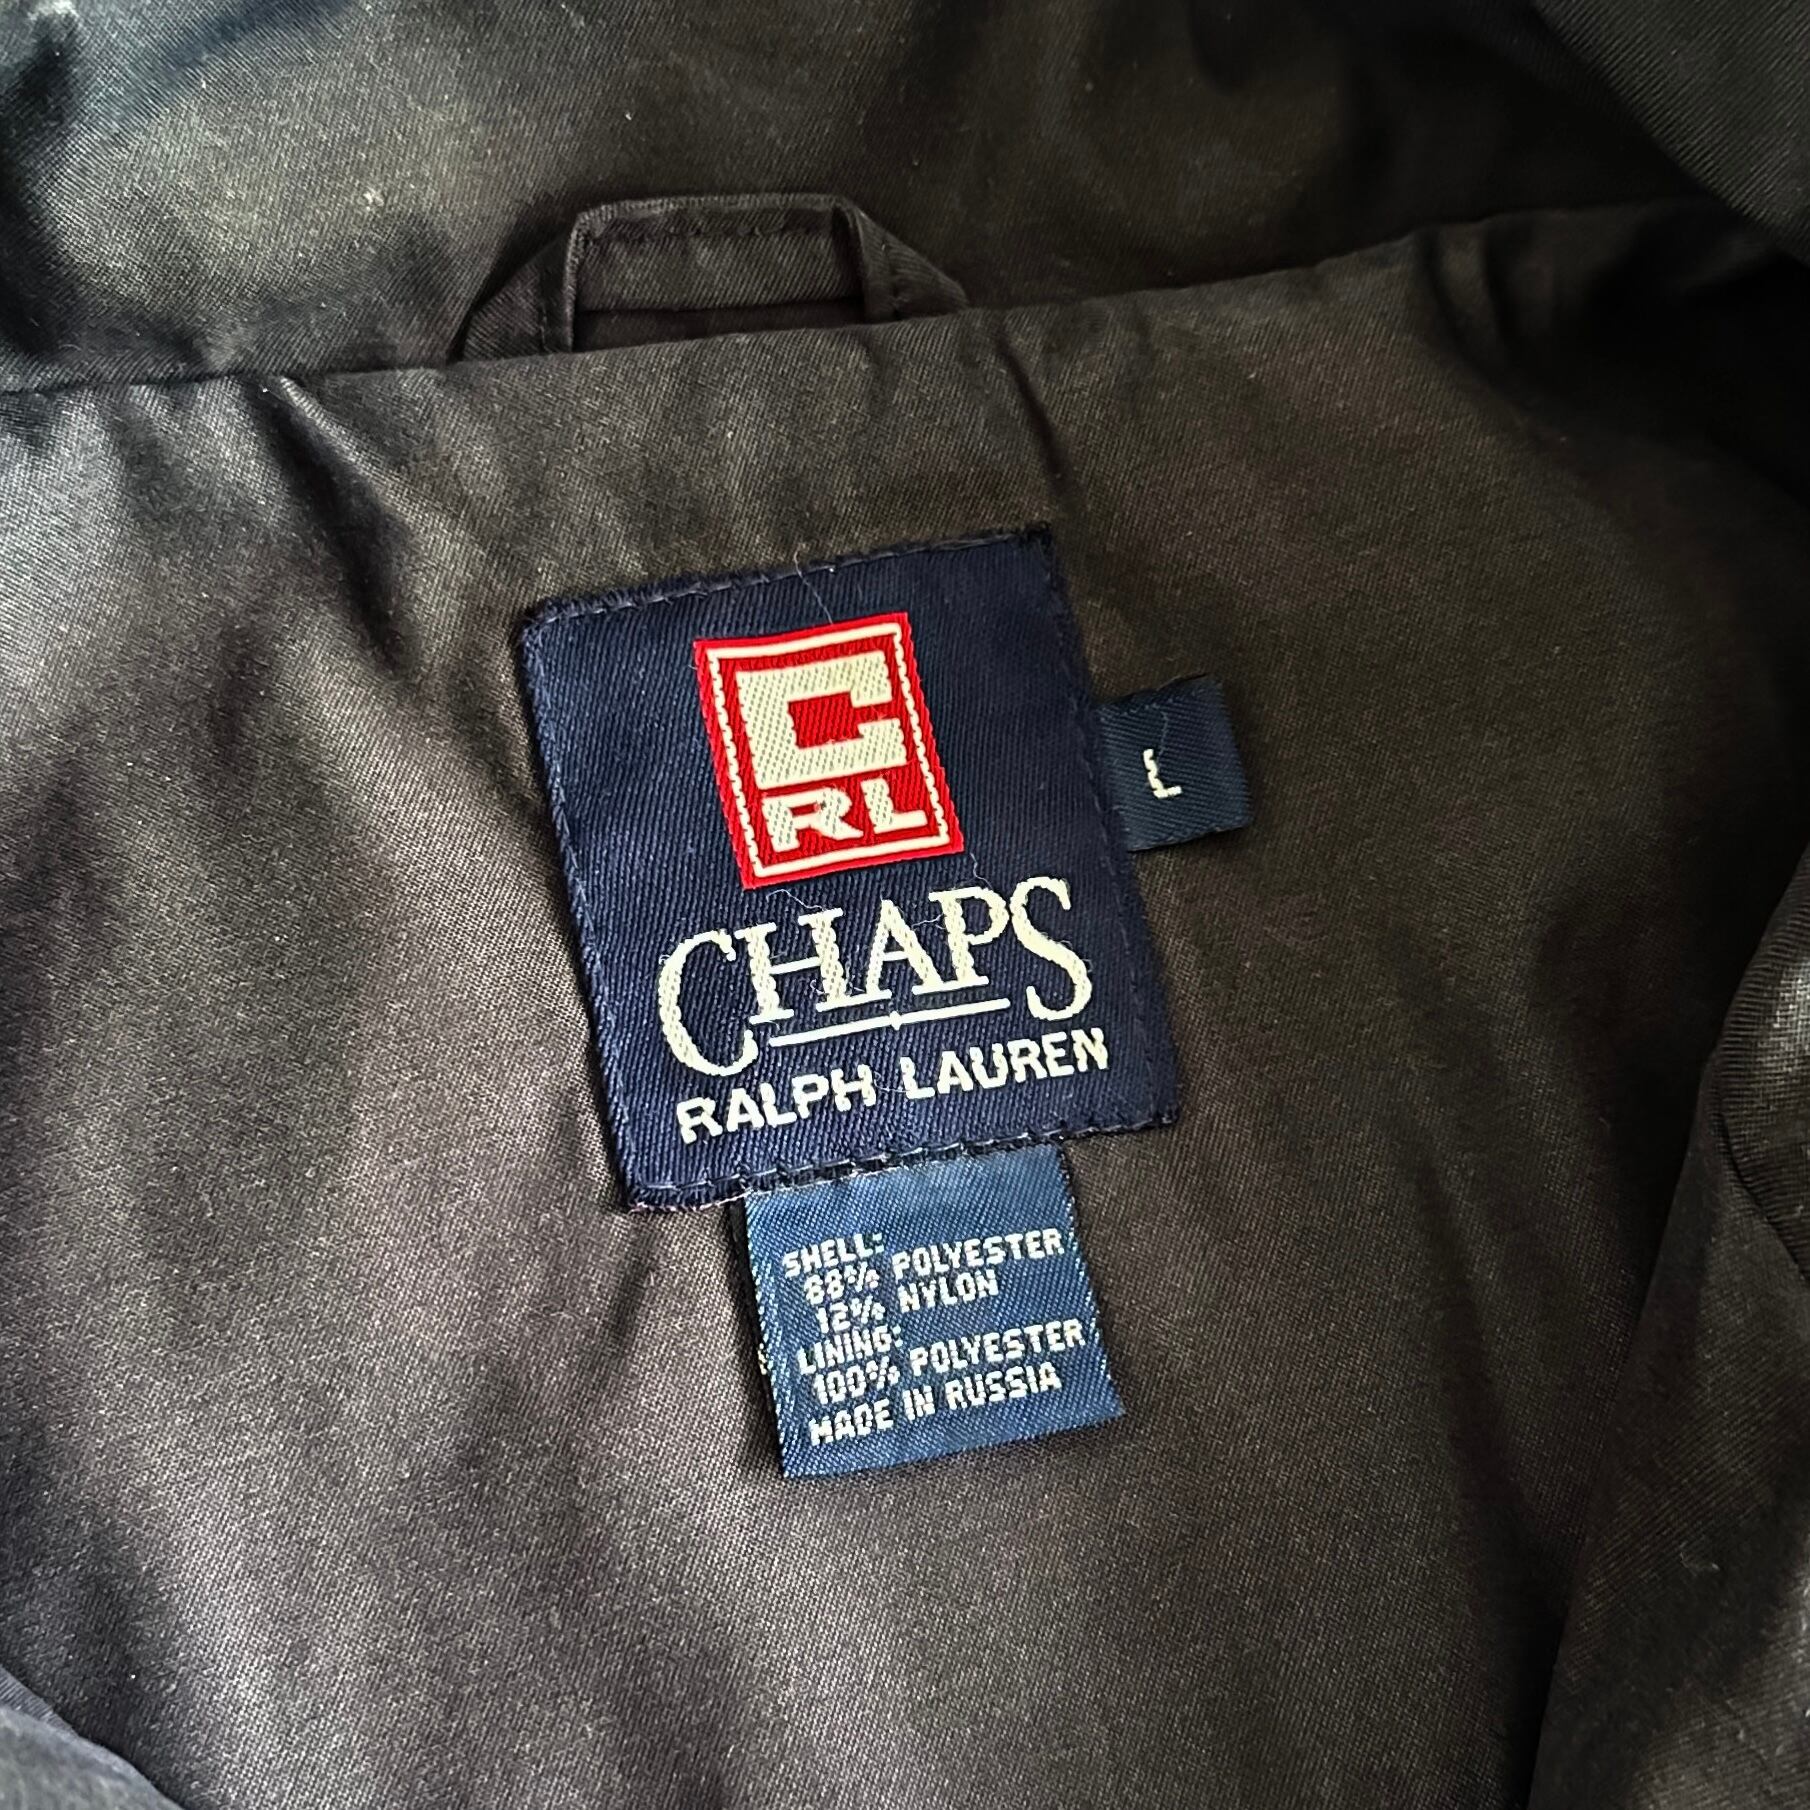 C
RL
CHAPS
RALPH LAUREN
L
SHELL:
88% POLYESTER
12% NYLON
LINING:
100% POLYESTER
MADE IN RUSSIA